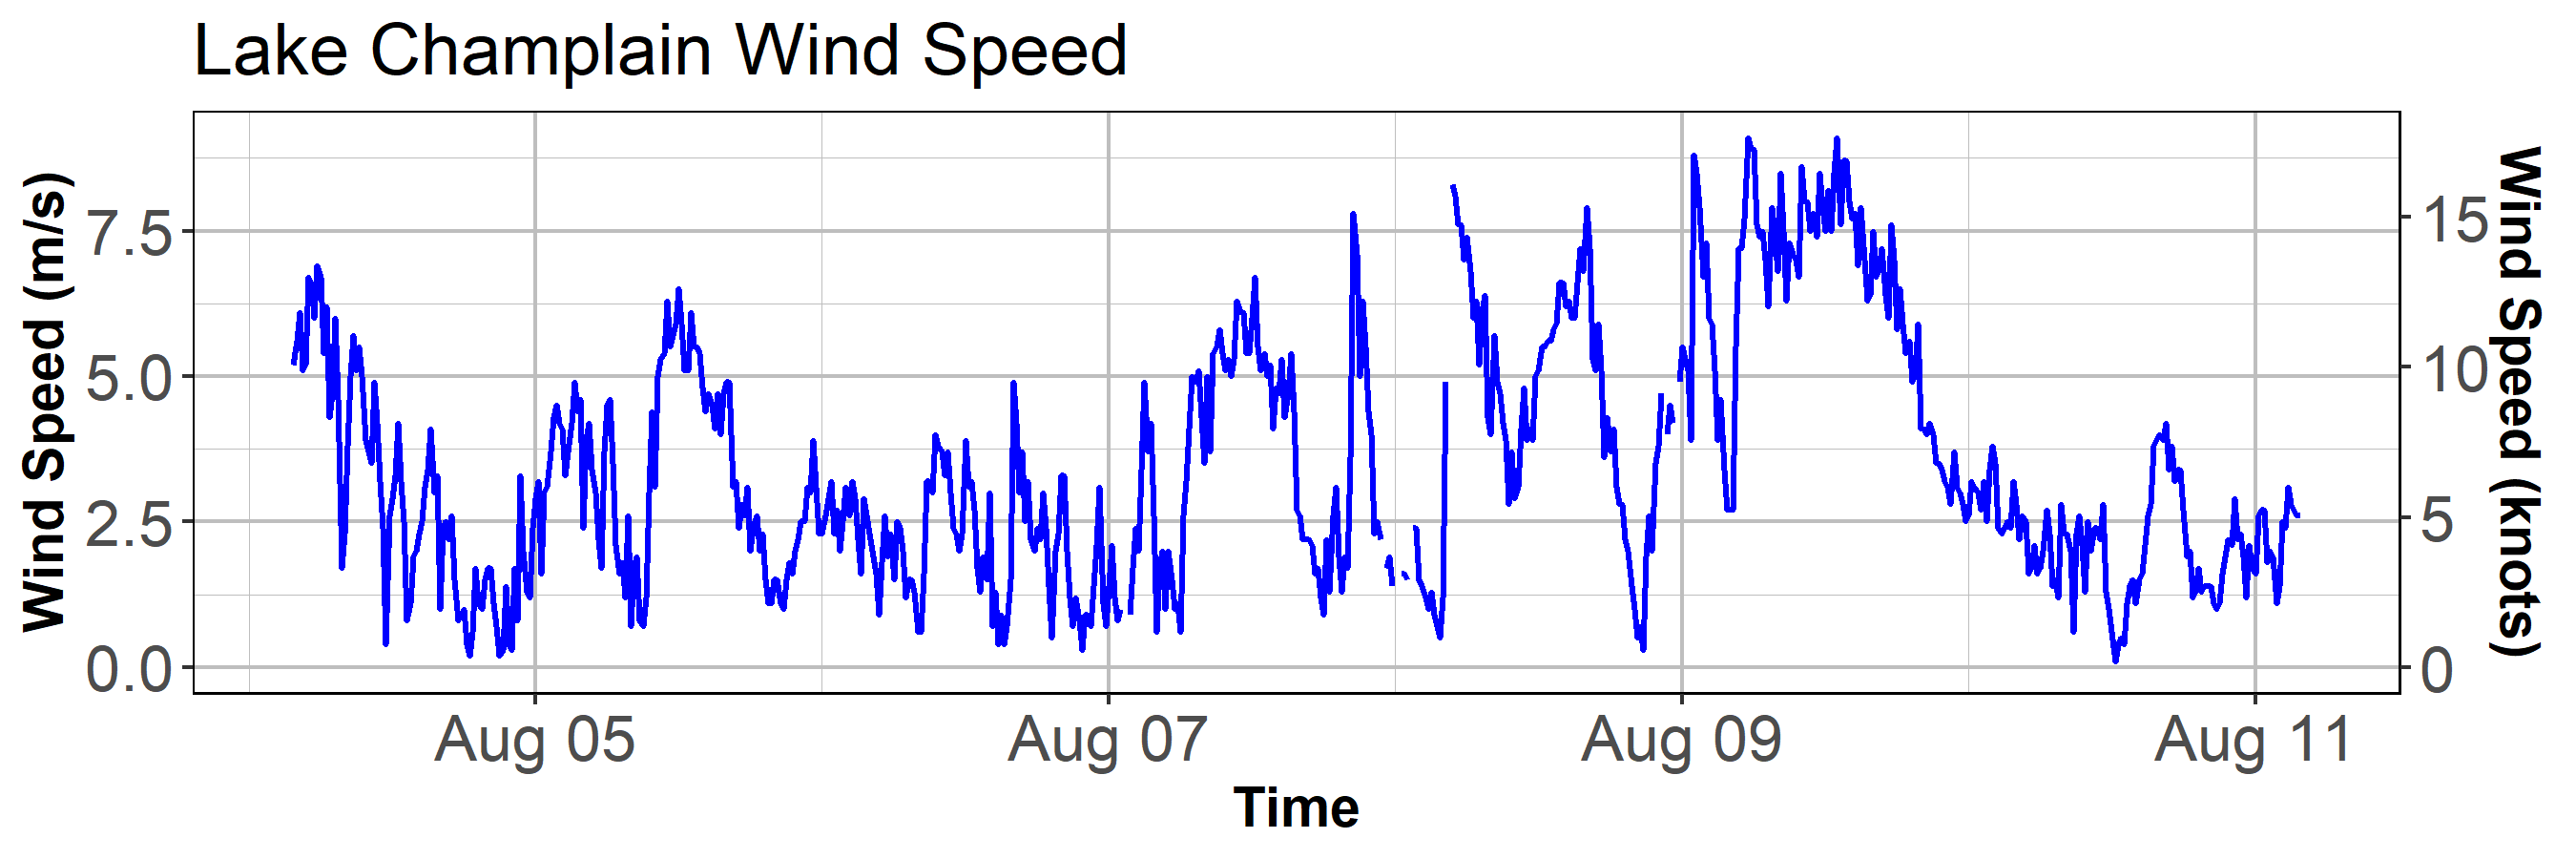 Lake Champlain Wind Speed
Wind Speed (m/s)
7.5
5.0
2.5
0.0
Wind Speed (knots)
15
10
5
0
Aug 05
Aug 07
Aug 09
Aug 11
Time